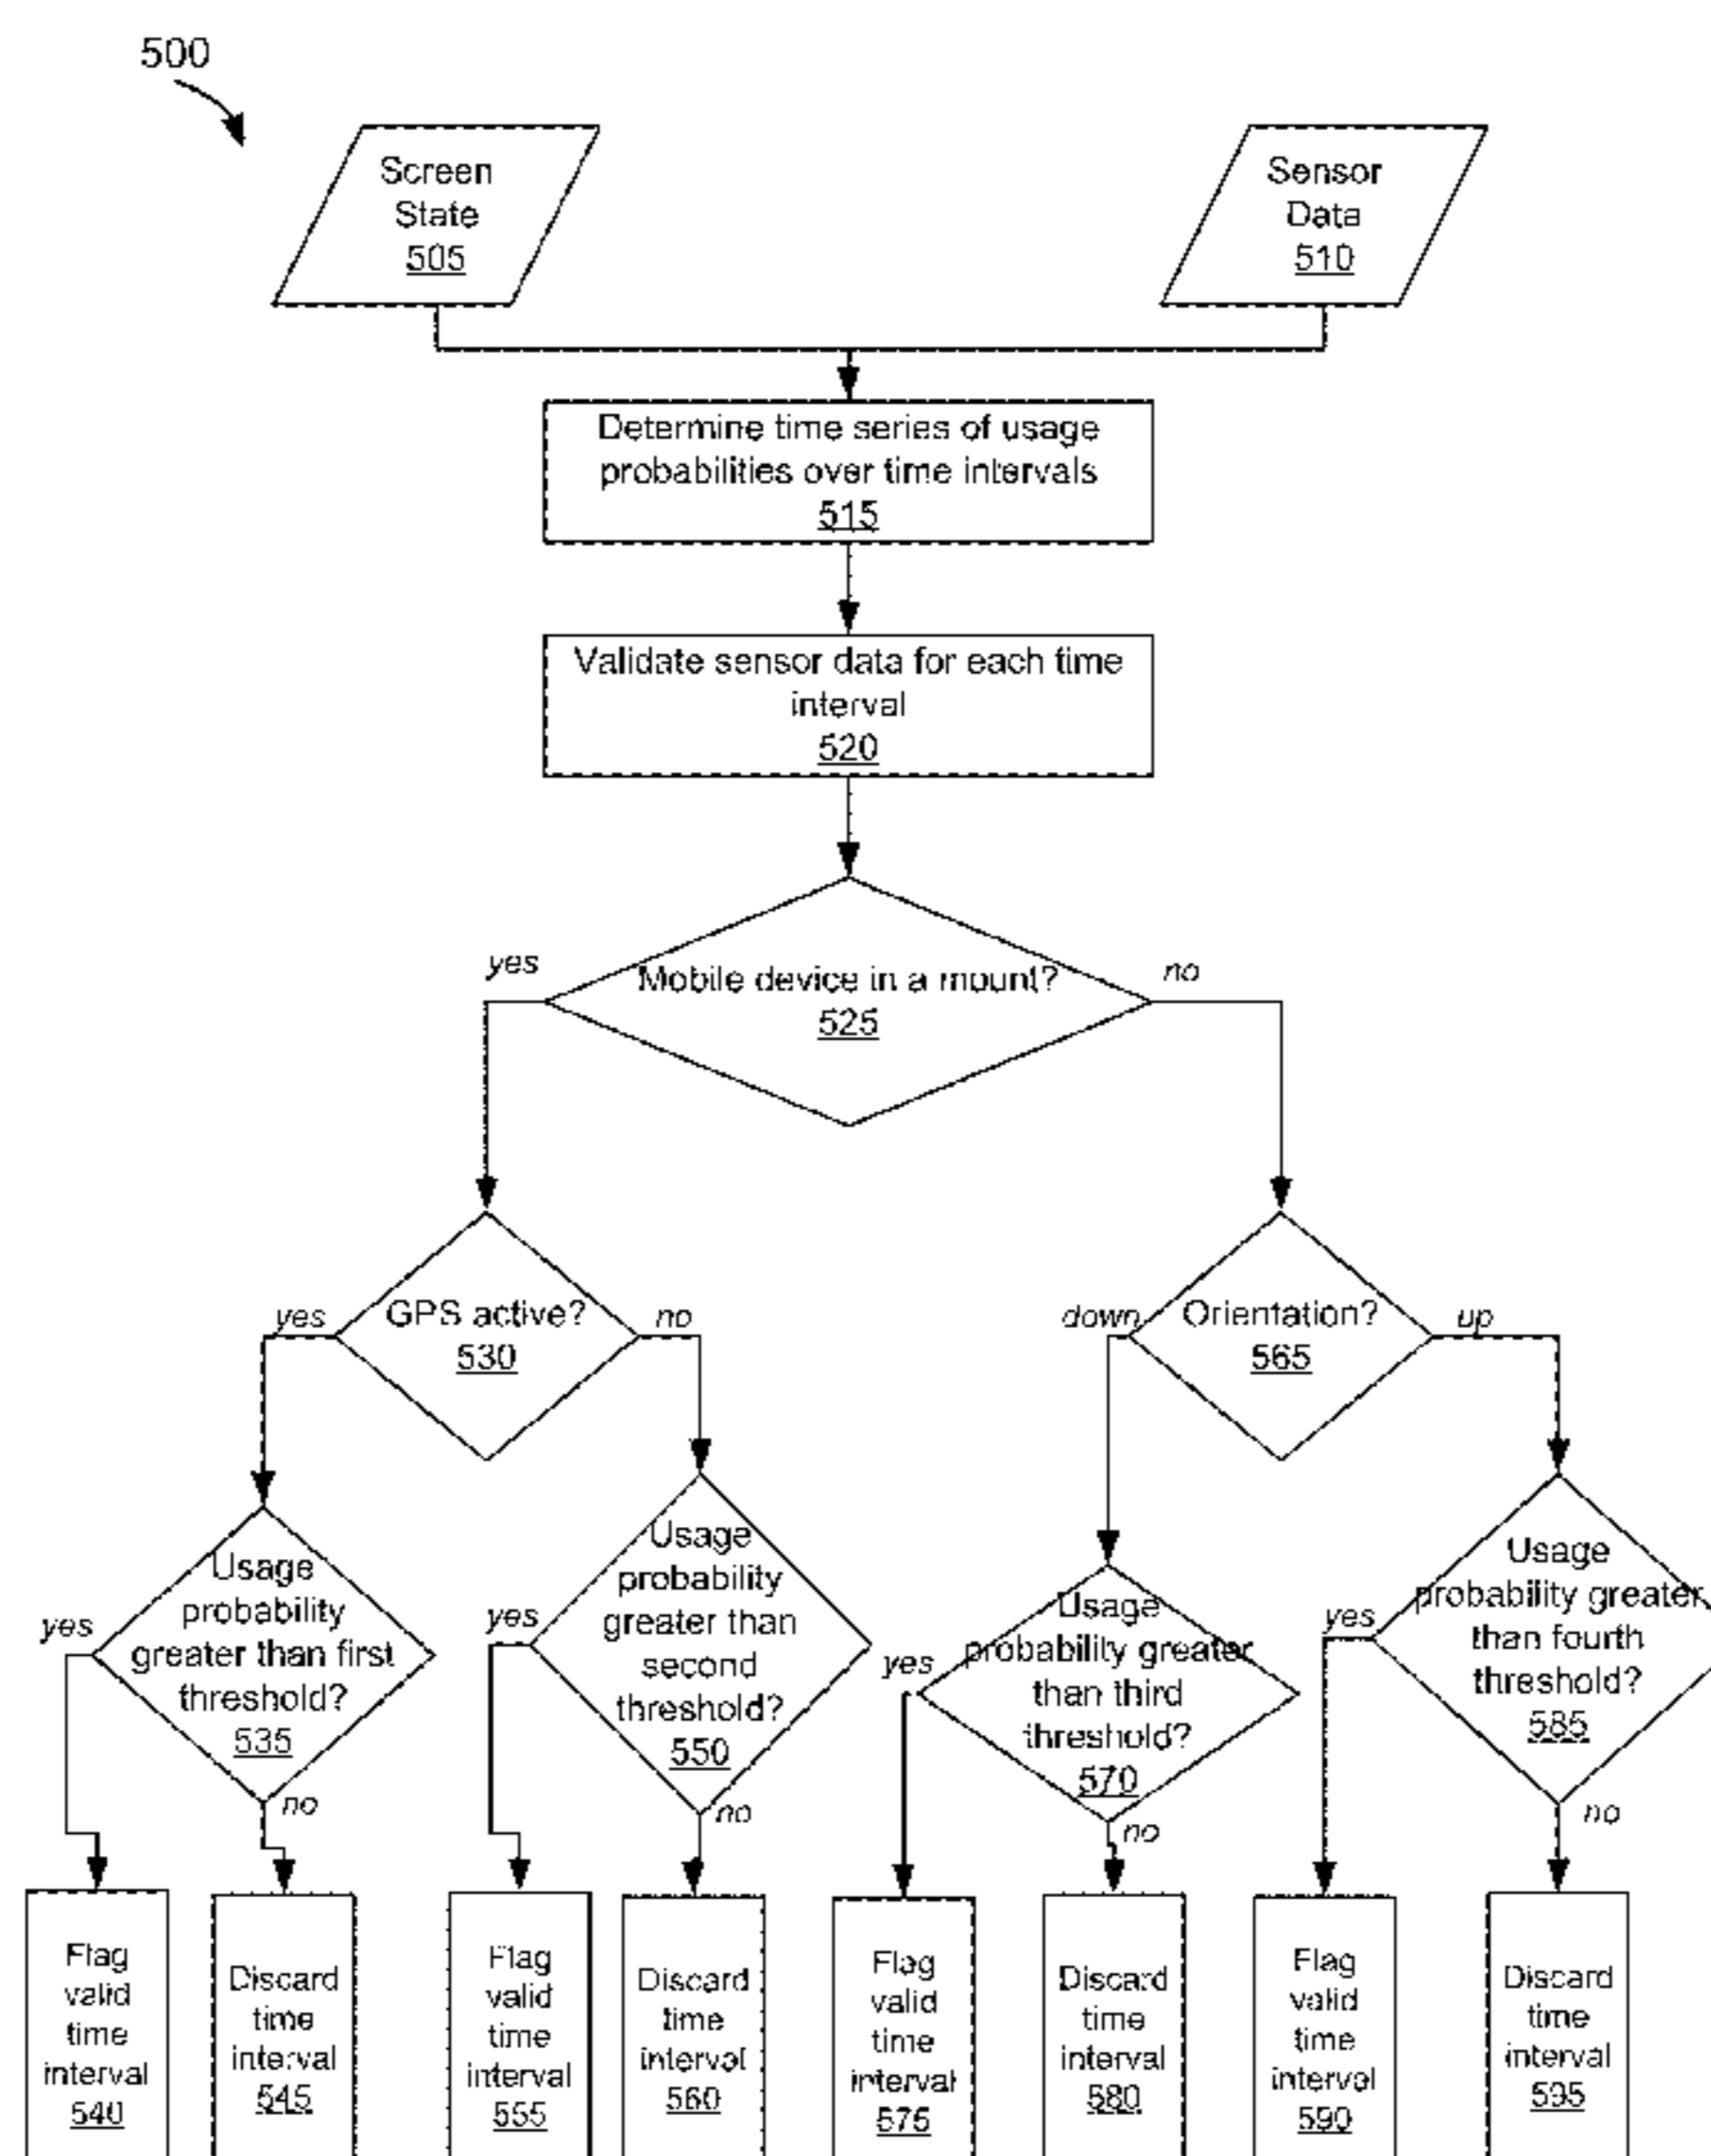 500
Screen
State
505
Sensor
Data
510
Determine time series of usage
probabilities over time intervals
515
Validate sensor data for each time
interval
520
yes
Mobile device in a mount?
525
no
yes
GPS active?
530
no
down
Orientation?
565
up
yes
Usage
probability
greater than first
threshold?
535
no
yes
Usage
probability
greater than
second
threshold?
550
no
yes
Usage
probability greater
than third
threshold?
570
no
yes
Usage
probability greater
than fourth
threshold?
585
no
Flag
valid
time
interval
540
Discard
time
interval
545
Flag
valid
time
interval
555
Discard
time
interval
560
Flag
valid
time
interval
575
Discard
time
interval
580
Flag
valid
time
interval
590
Discard
time
interval
595